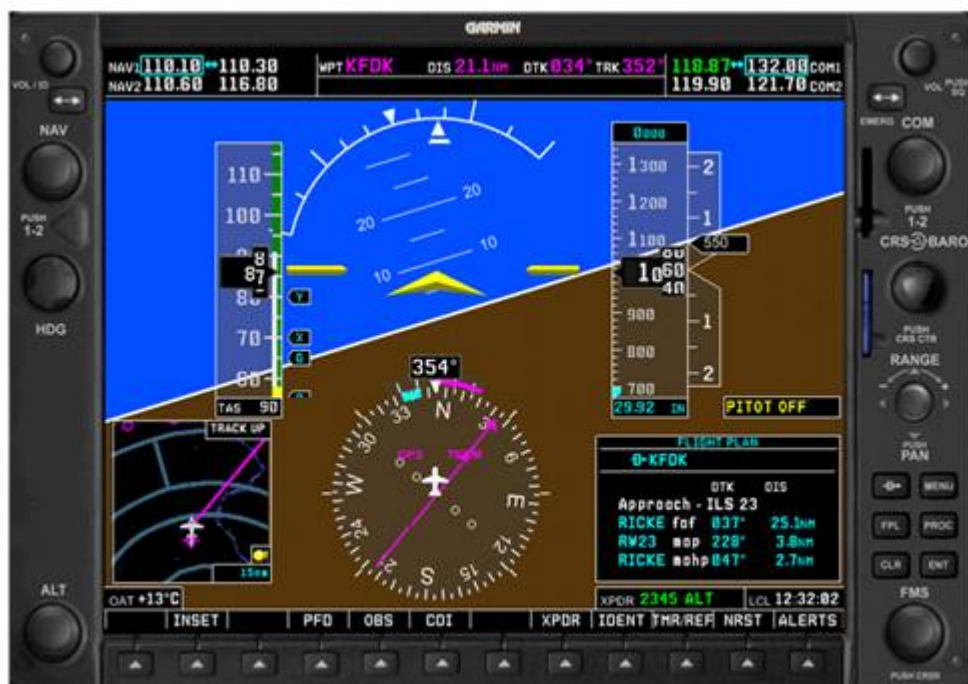 GARMIN
NAV1 110.10 ↔ 110.30 WPT KFDK DIS 21.1NM DTK 034° TRK 352° 118.87 ↔ 132.00 COM1
NAV2 110.60 116.80 119.90 121.70 COM2
VOL / ID
VOL PUSH SQ
EMERG COM
NAV
PUSH 1-2
HDG
ALT
110
100
80
70
TAS 90
Y
X
G
20 20
10 10
0000
1300
1200
1100
900
800
700
80
1060
40
29.92 IN
2
1
550
1
2
PITOT OFF
354°
N 3 6 E 12 15 S 21 24 W 30 33
GPS TERM
TRACK UP
15NM
FLIGHT PLAN
KFDK
DTK DIS
Approach - ILS 23
RICKE faf 037° 25.1NM
RW23 map 228° 3.8NM
RICKE mahp 047° 2.7NM
OAT +13°C
XPDR 2345 ALT LCL 12:32:02
INSET PFD OBS CDI XPDR IDENT TMR/REF NRST ALERTS
PUSH 1-2
CRS BARO
PUSH CRS CTR
RANGE
PUSH PAN
MENU
FPL PROC
CLR ENT
FMS
PUSH CRSR